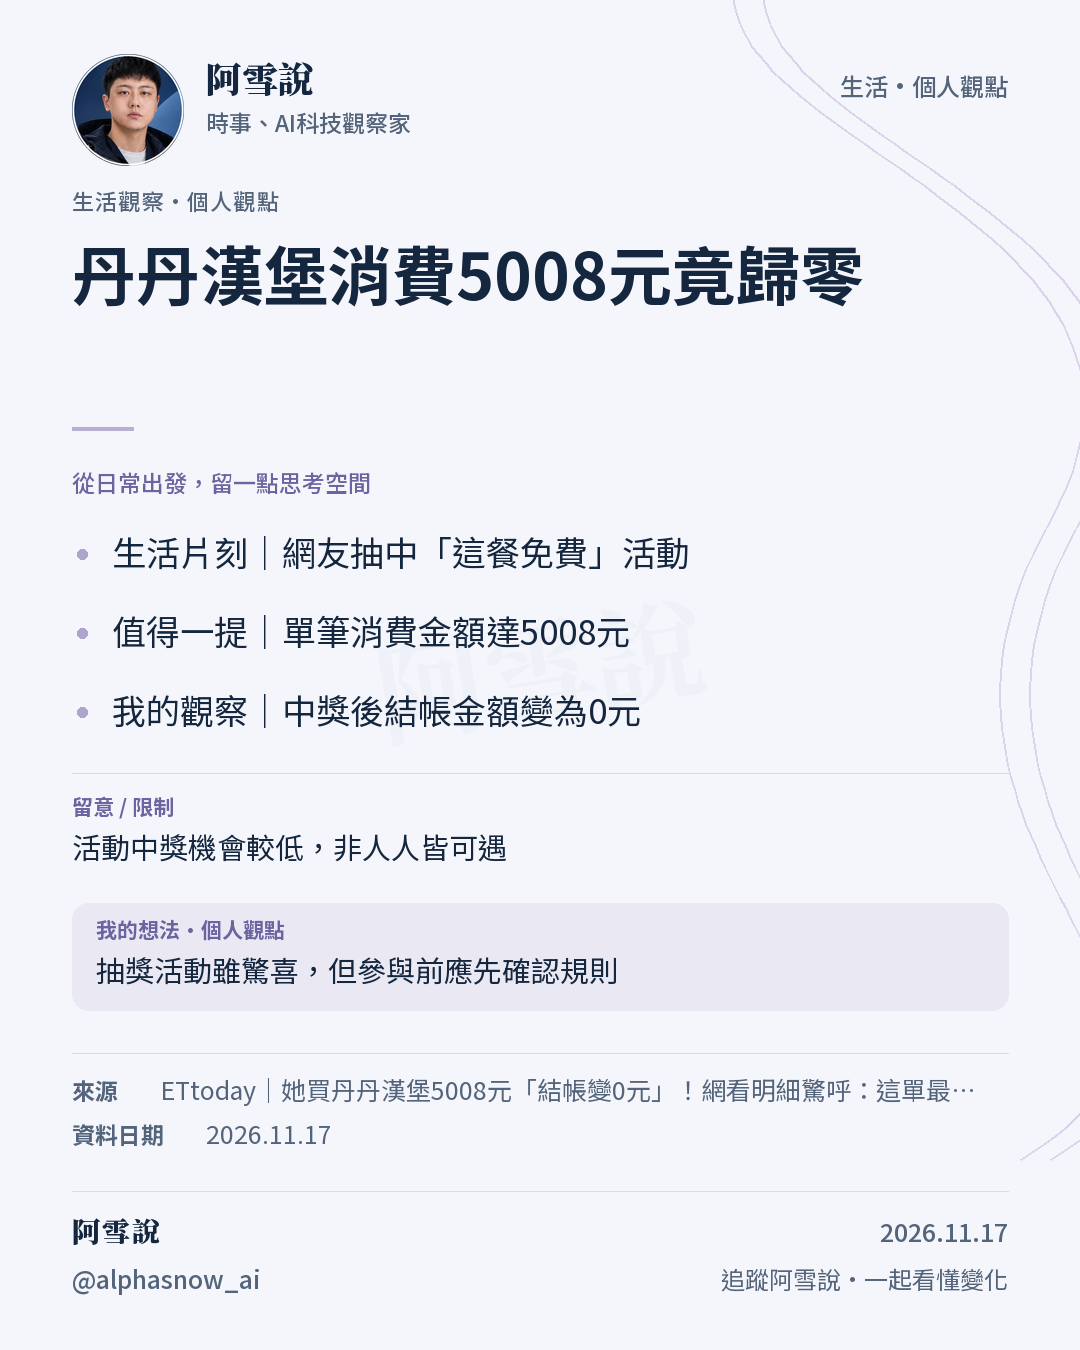 阿雪說
時事、AI科技觀察家
生活・個人觀點
生活觀察・個人觀點
丹丹漢堡消費5008元竟歸零
從日常出發，留一點思考空間
• 生活片刻｜網友抽中「這餐免費」活動
• 值得一提｜單筆消費金額達5008元
• 我的觀察｜中獎後結帳金額變為0元
阿雪說
留意 / 限制
活動中獎機會較低，非人人皆可遇
我的想法・個人觀點
抽獎活動雖驚喜，但參與前應先確認規則
來源 ETtoday｜她買丹丹漢堡5008元「結帳變0元」！網看明細驚呼：這單最…
資料日期 2026.11.17
阿雪說
2026.11.17
@alphasnow_ai
追蹤阿雪說・一起看懂變化